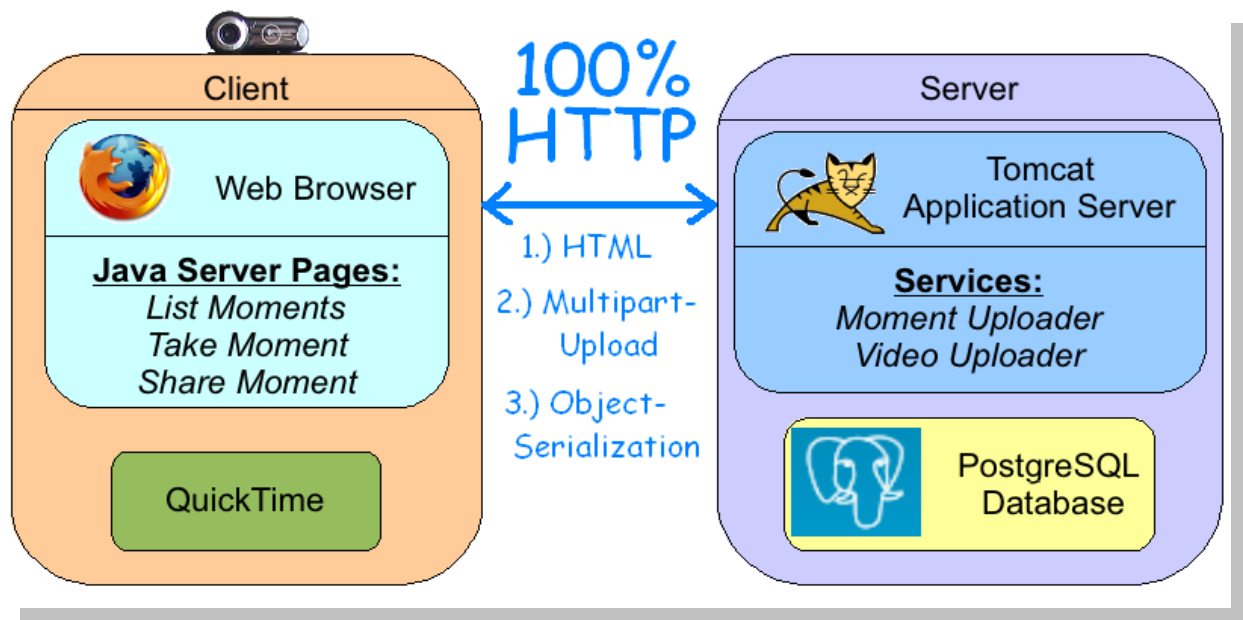 Client
Web Browser
Java Server Pages:
List Moments
Take Moment
Share Moment
QuickTime
100%
HTTP
1.) HTML
2.) Multipart-
Upload
3.) Object-
Serialization
Server
Tomcat
Application Server
Services:
Moment Uploader
Video Uploader
PostgreSQL
Database